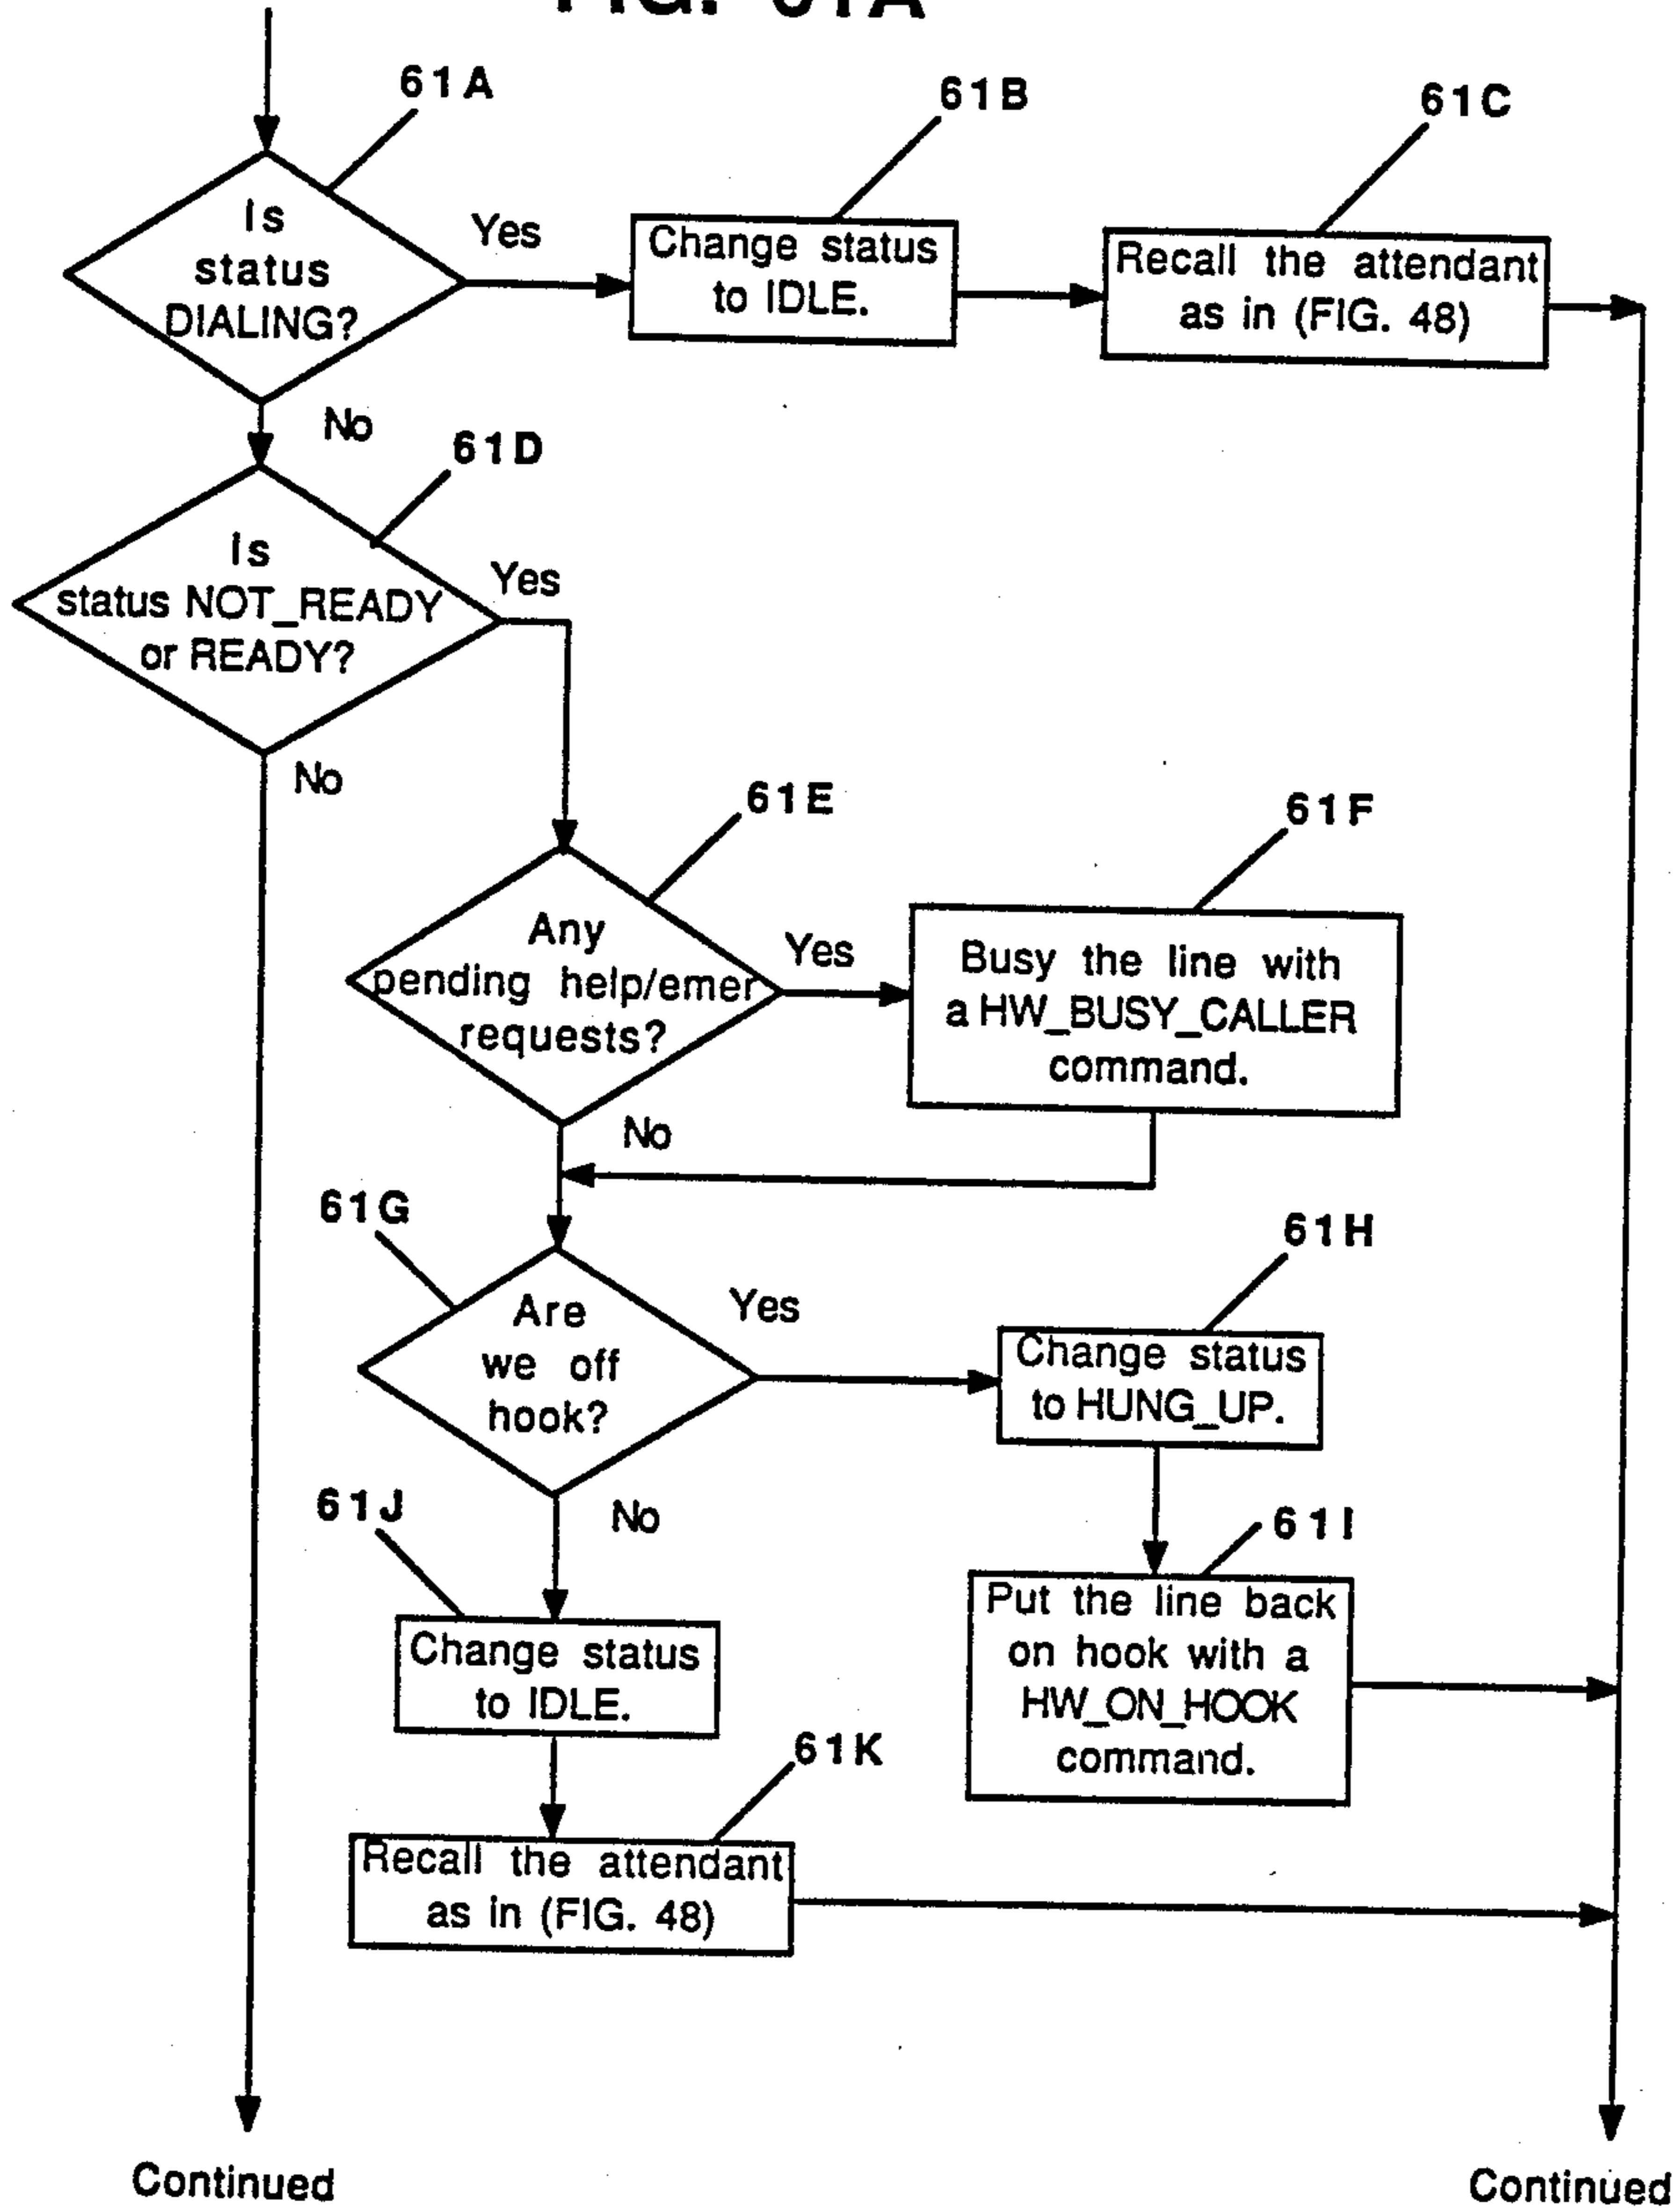 FIG. 61A
61A
61B
61C
Is
status
DIALING?
Yes
Change status
to IDLE.
Recall the attendant
as in (FIG. 48)
No
61D
Is
status NOT_READY
or READY?
Yes
No
61E
61F
Any
pending help/emer
requests?
Yes
Busy the line with
a HW_BUSY_CALLER
command.
No
61G
61H
Are
we off
hook?
Yes
Change status
to HUNG_UP.
No
61J
61I
Change status
to IDLE.
Put the line back
on hook with a
HW_ON_HOOK
command.
61K
Recall the attendant
as in (FIG. 48)
Continued
Continued